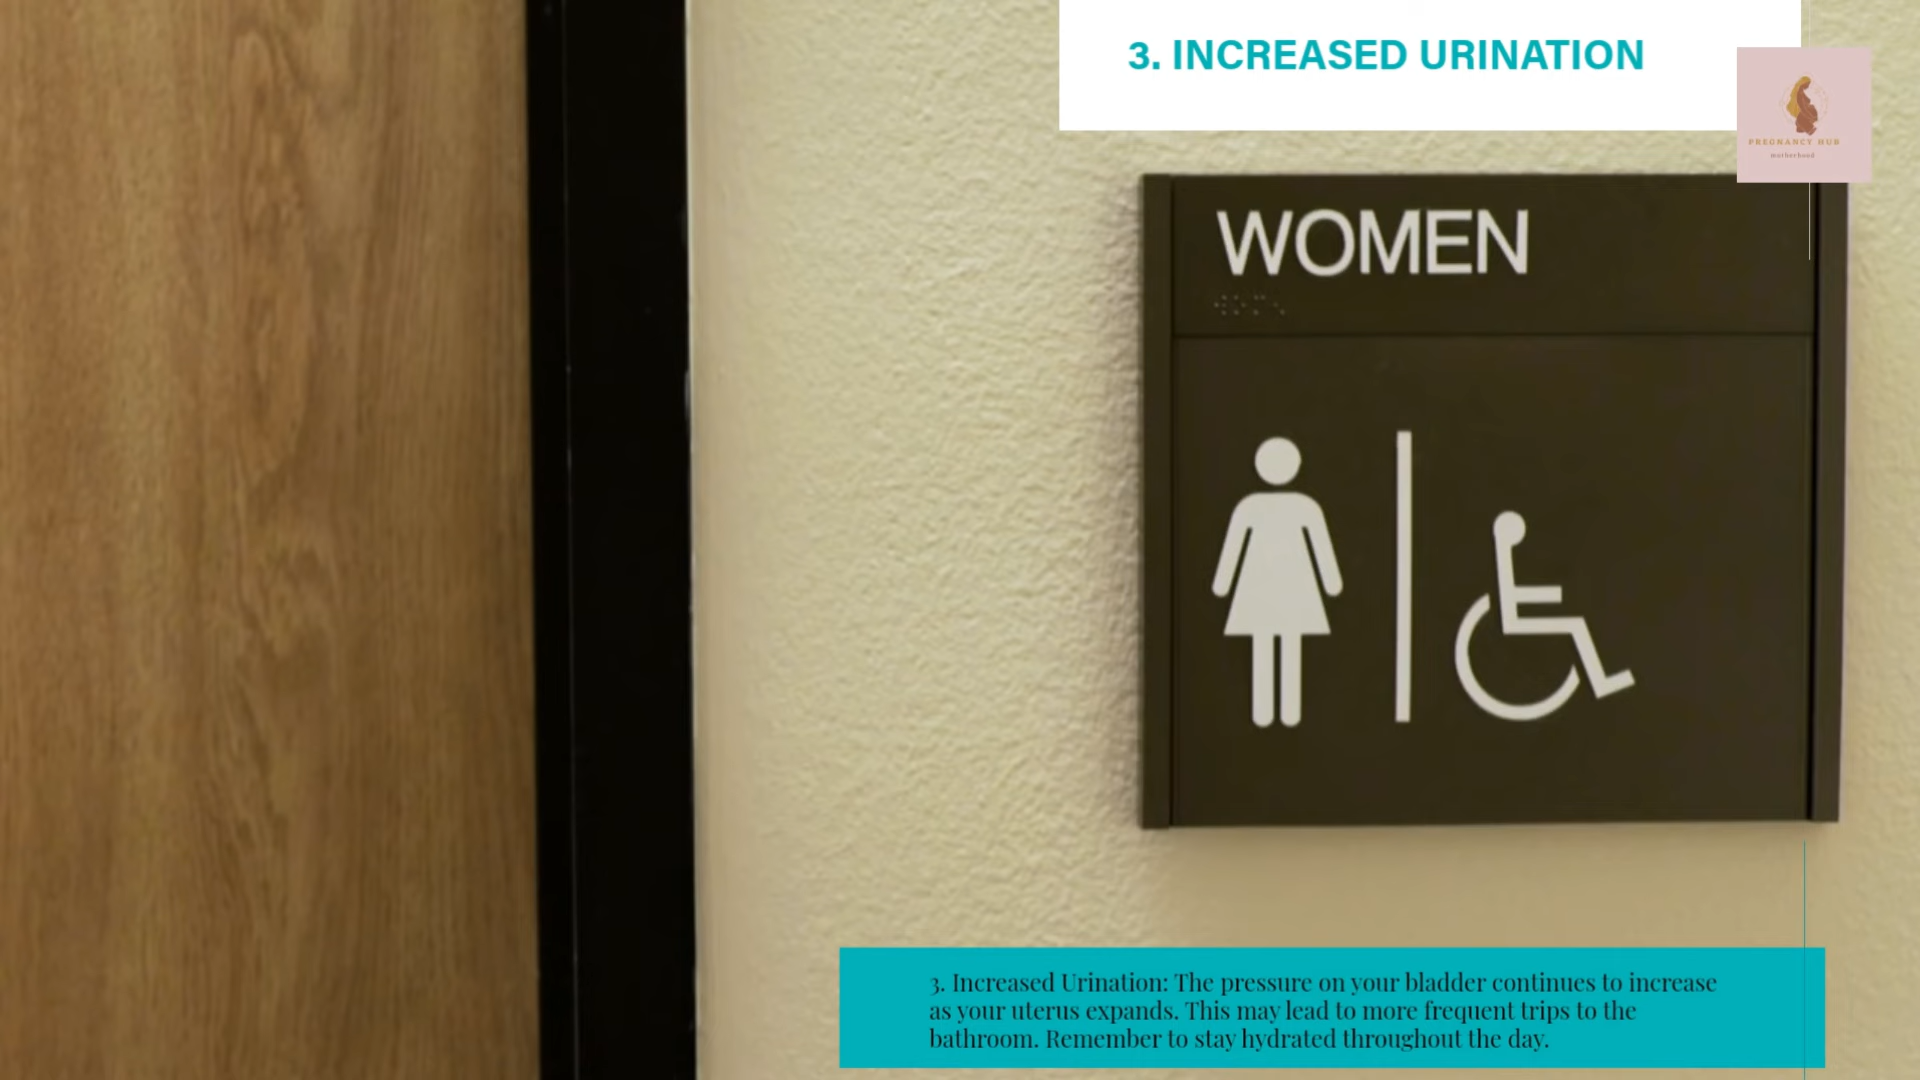 3. INCREASED URINATION
PREGNANCY HUB
motherhood
WOMEN
3. Increased Urination: The pressure on your bladder continues to increase
as your uterus expands. This may lead to more frequent trips to the
bathroom. Remember to stay hydrated throughout the day.